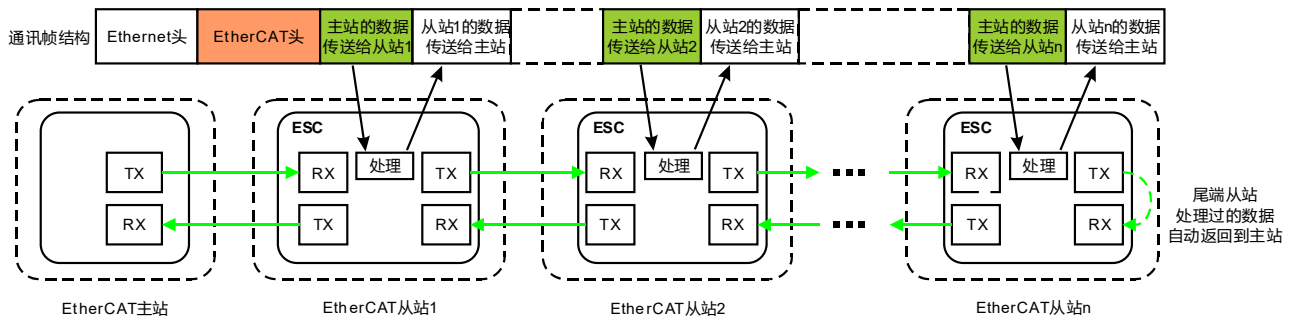 通讯帧结构
Ethernet头
EtherCAT头
主站的数据
传送给从站1
从站1的数据
传送给主站
主站的数据
传送给从站2
从站2的数据
传送给主站
主站的数据
传送给从站n
从站n的数据
传送给主站
TX
RX
ESC
处理
RX
TX
TX
RX
ESC
处理
RX
TX
TX
RX
ESC
处理
RX
TX
TX
RX
尾端从站
处理过的数据
自动返回到主站
EtherCAT主站
EtherCAT从站1
EtherCAT从站2
EtherCAT从站n